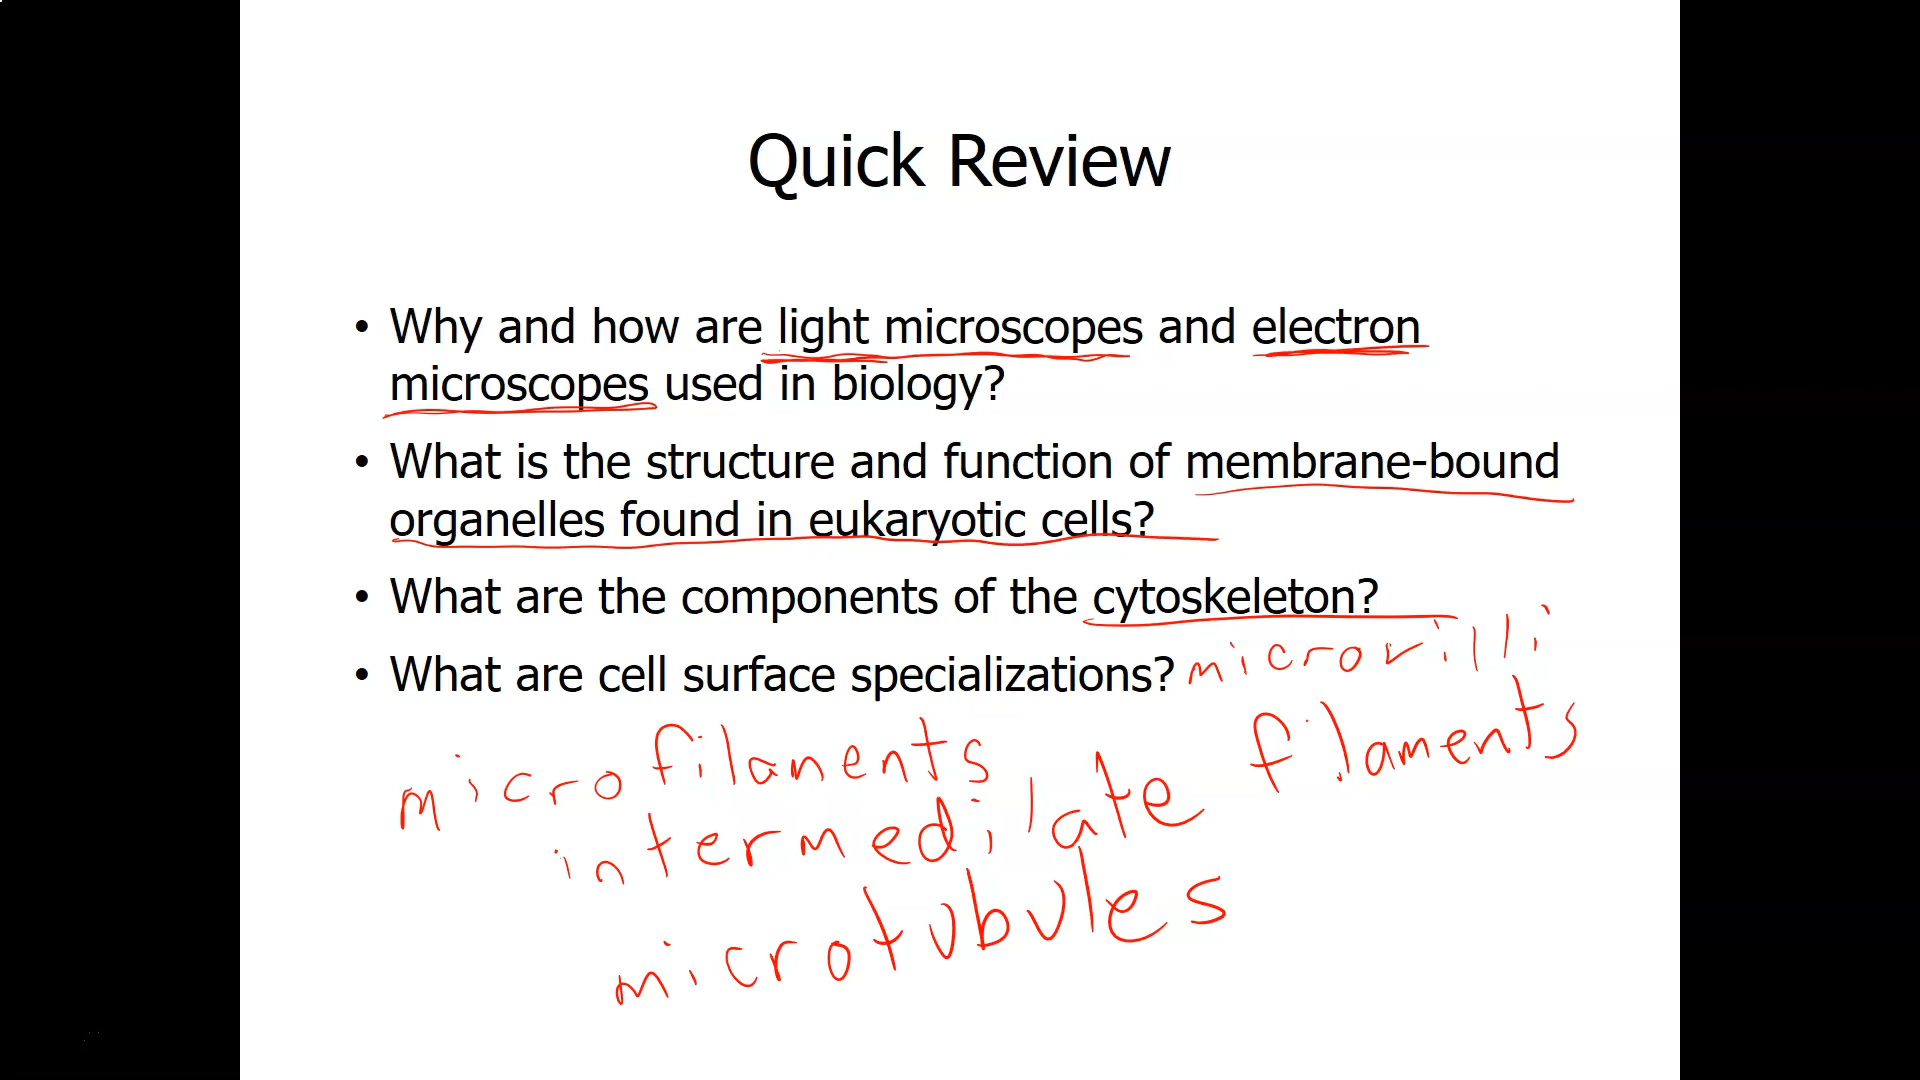 Quick Review
• Why and how are light microscopes and electron
microscopes used in biology?
• What is the structure and function of membrane-bound
organelles found in eukaryotic cells?
• What are the components of the cytoskeleton?
• What are cell surface specializations? microvilli
microfilaments
intermediate filaments
microtubules